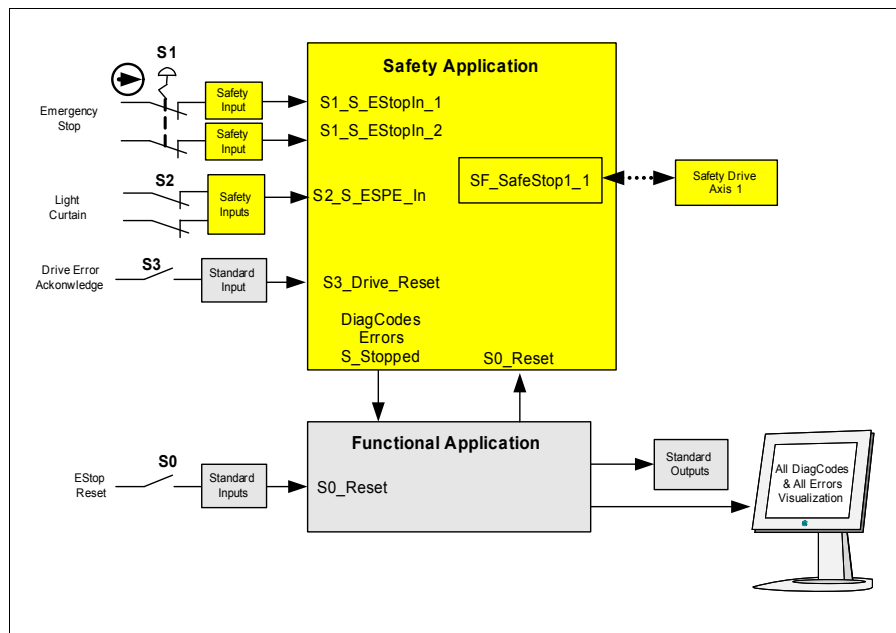 Safety Application
S1
Emergency
Stop
Safety
Input
S1_S_EStopIn_1
Safety
Input
S1_S_EStopIn_2
SF_SafeStop1_1
Safety Drive
Axis 1
S2
Light
Curtain
Safety
Inputs
S2_S_ESPE_In
Drive Error
Ackonwledge
S3
Standard
Input
S3_Drive_Reset
DiagCodes
Errors
S_Stopped
S0_Reset
Functional Application
S0
EStop
Reset
Standard
Inputs
S0_Reset
Standard
Outputs
All DiagCodes
& All Errors
Visualization